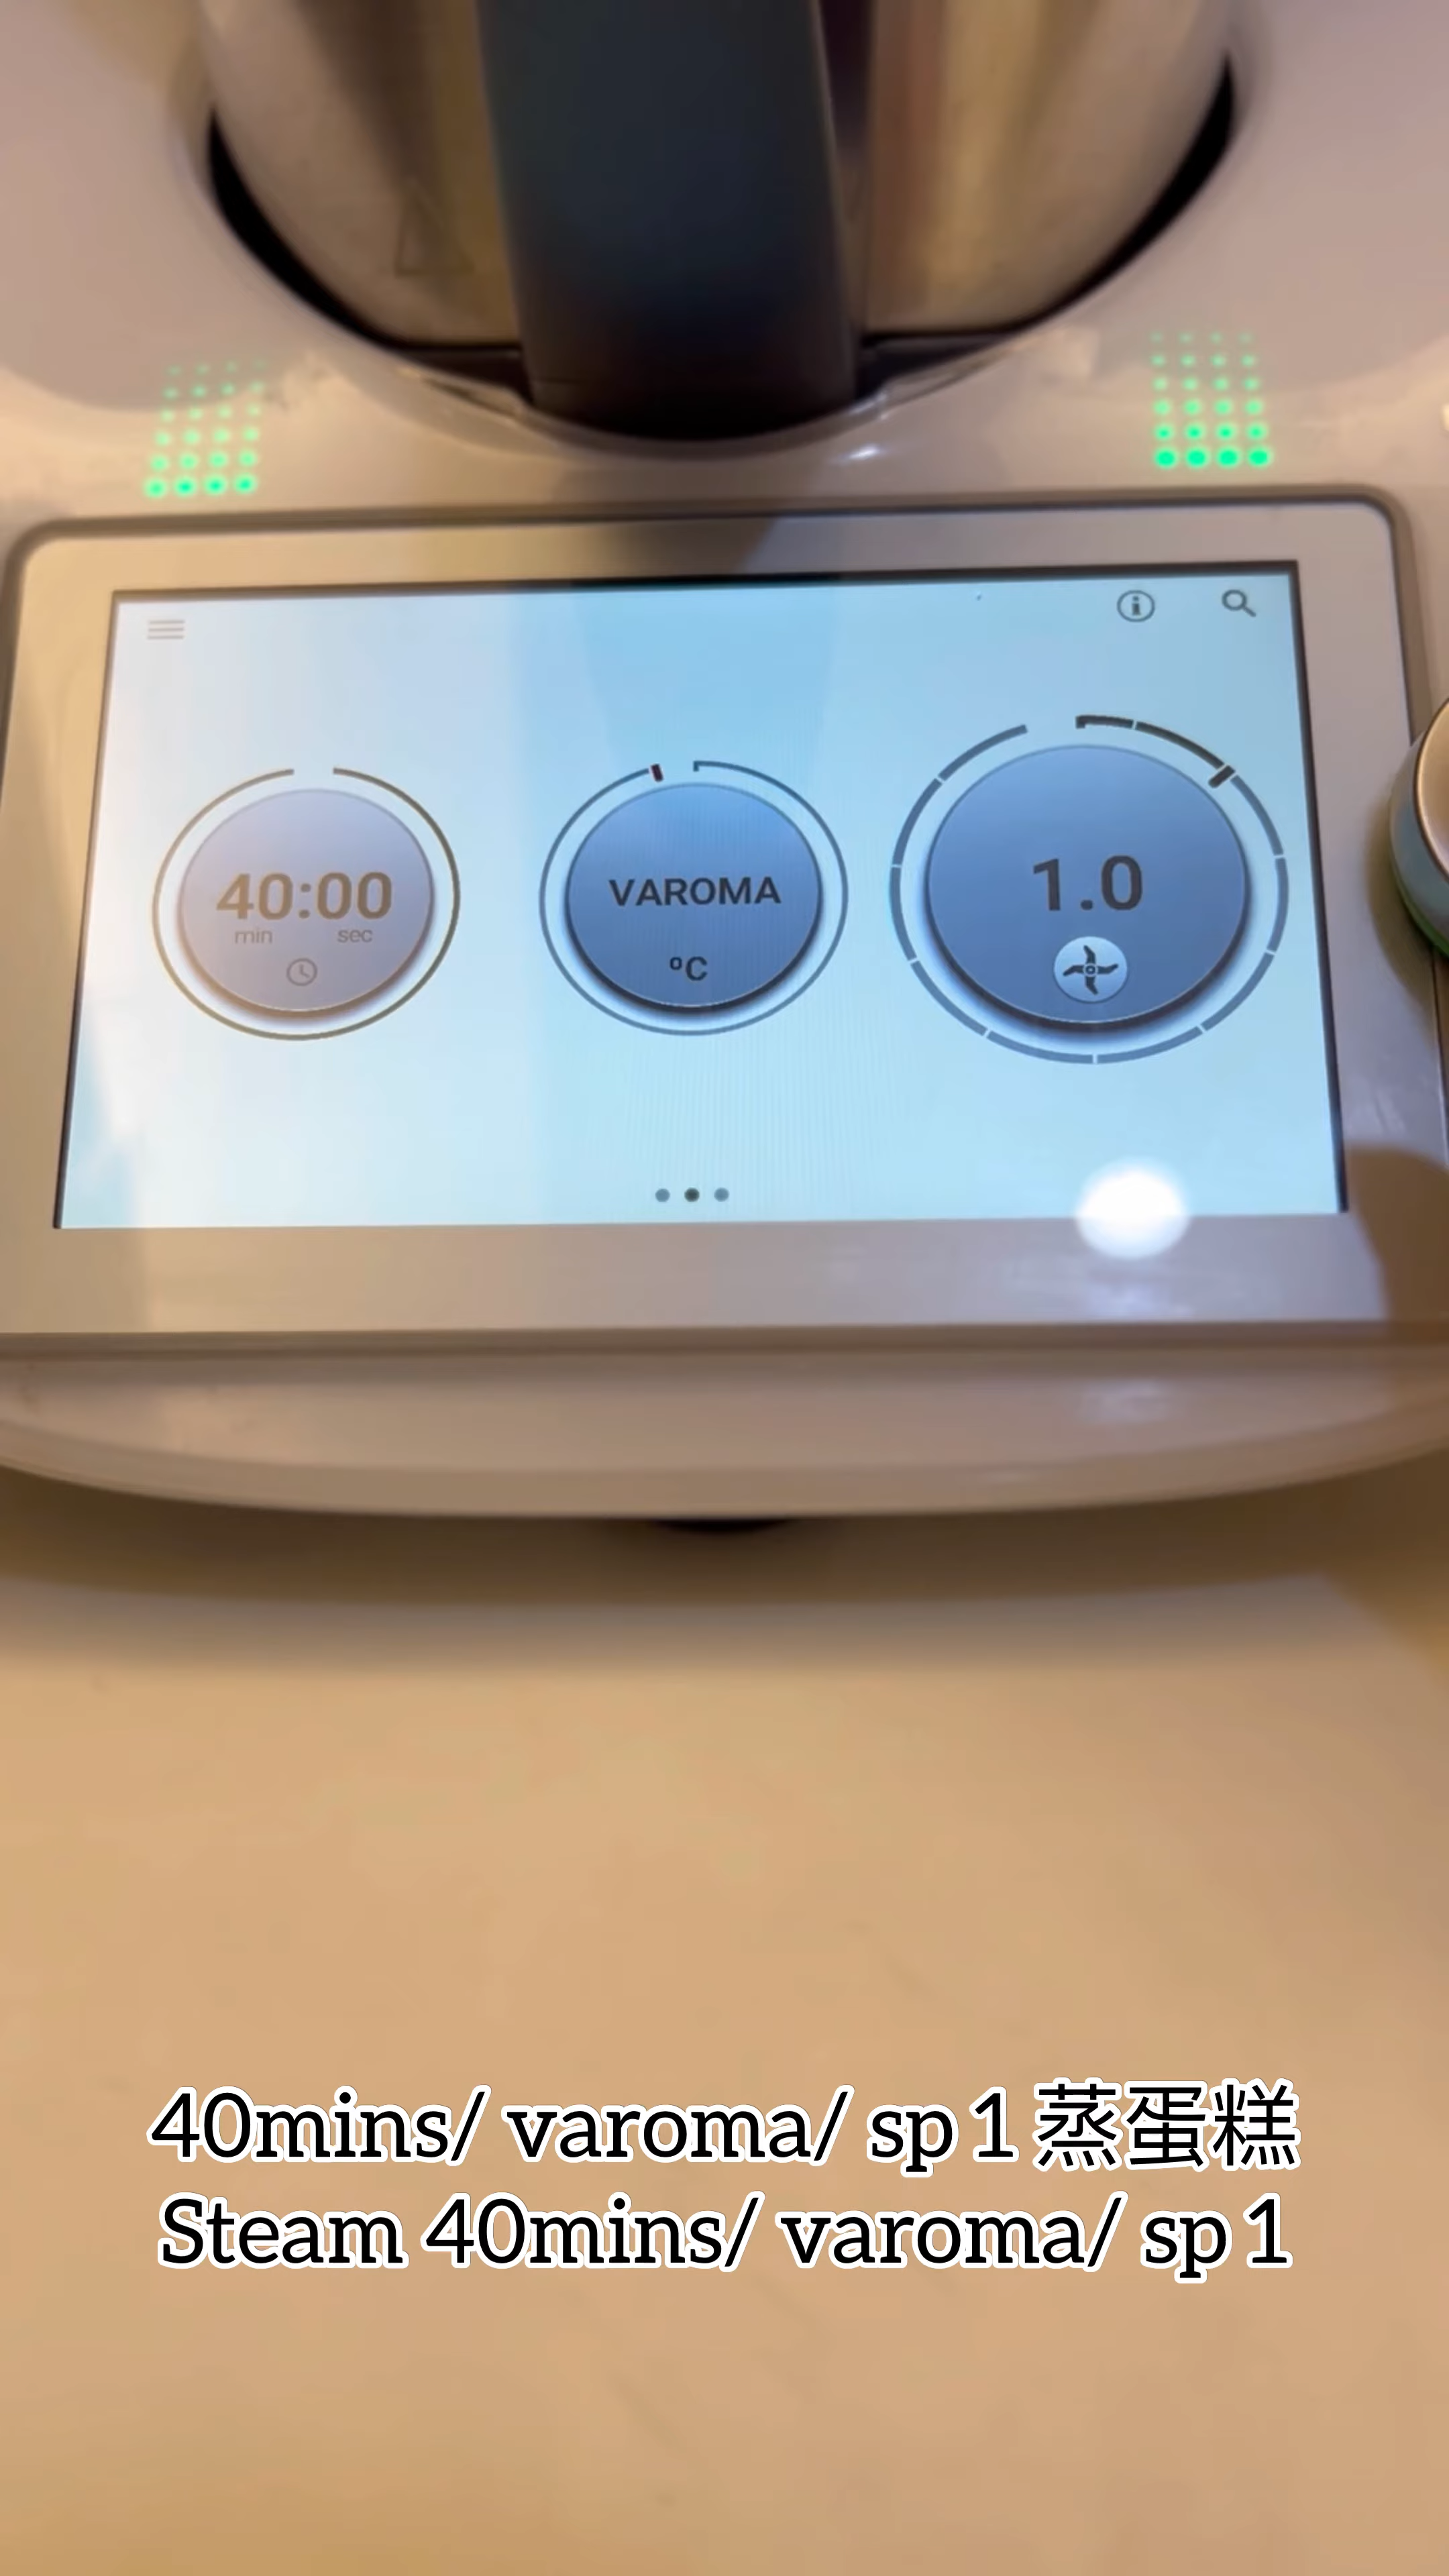 40:00
min sec
VAROMA
°C
1.0
40mins/ varoma/ sp 1 蒸蛋糕
Steam 40mins/ varoma/ sp 1